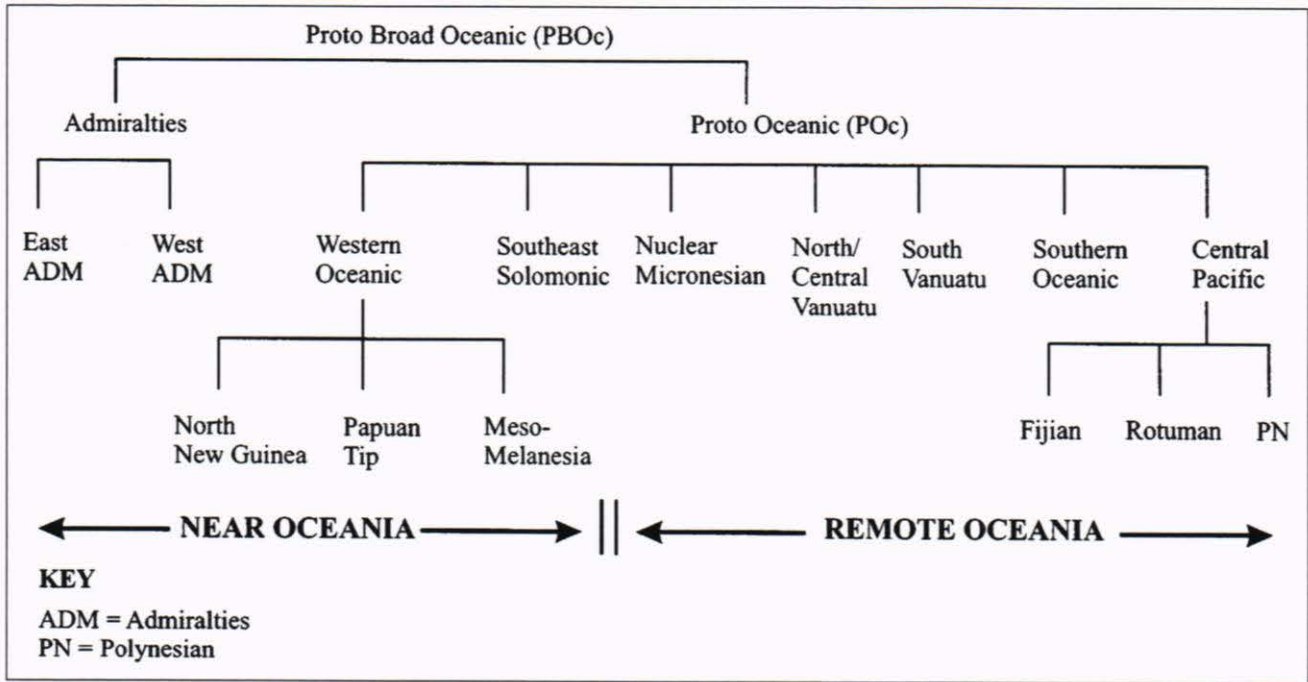 Proto Broad Oceanic (PBOc)
Admiralties
Proto Oceanic (POc)
East
ADM
West
ADM
Western
Oceanic
Southeast
Solomonic
Nuclear
Micronesian
North/
Central
Vanuatu
South
Vanuatu
Southern
Oceanic
Central
Pacific
North
New Guinea
Papuan
Tip
Meso-
Melanesia
Fijian
Rotuman
PN
NEAR OCEANIA
REMOTE OCEANIA
KEY
ADM = Admiralties
PN = Polynesian